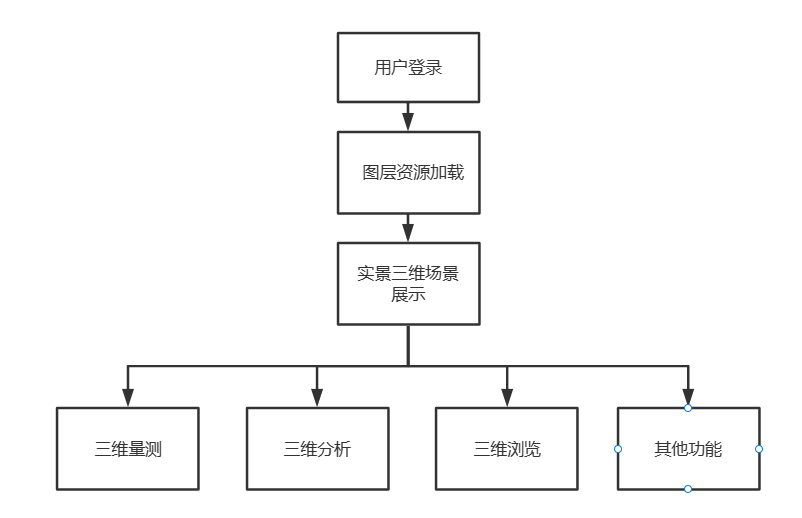 用户登录
图层资源加载
实景三维场景
展示
三维量测
三维分析
三维浏览
其他功能